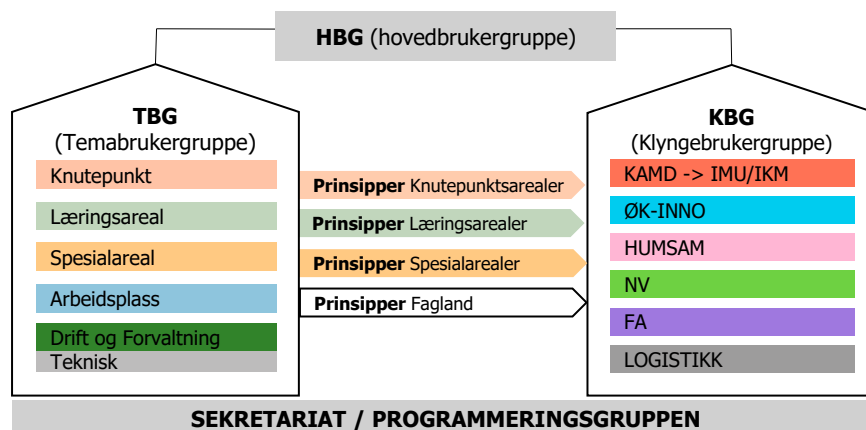 HBG (hovedbrukergruppe)
TBG
(Temabrukergruppe)
Knutepunkt
Læringsareal
Spesialareal
Arbeidsplass
Drift og Forvaltning
Teknisk
Prinsipper Knutepunktsarealer
Prinsipper Læringsarealer
Prinsipper Spesialarealer
Prinsipper Fagland
KBG
(Klyngebrukergruppe)
KAMD -> IMU/IKM
ØK-INNO
HUMSAM
NV
FA
LOGISTIKK
SEKRETARIAT / PROGRAMMERINGSGRUPPEN